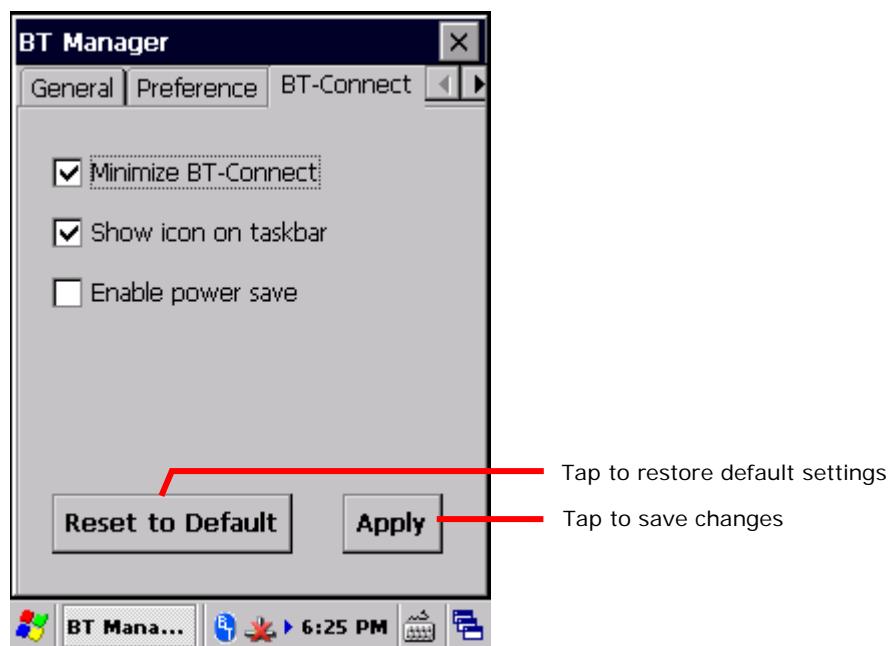 BT Manager
General Preference BT-Connect
Minimize BT-Connect
Show icon on taskbar
Enable power save
Tap to restore default settings
Reset to Default Apply Tap to save changes
BT Mana... 6:25 PM